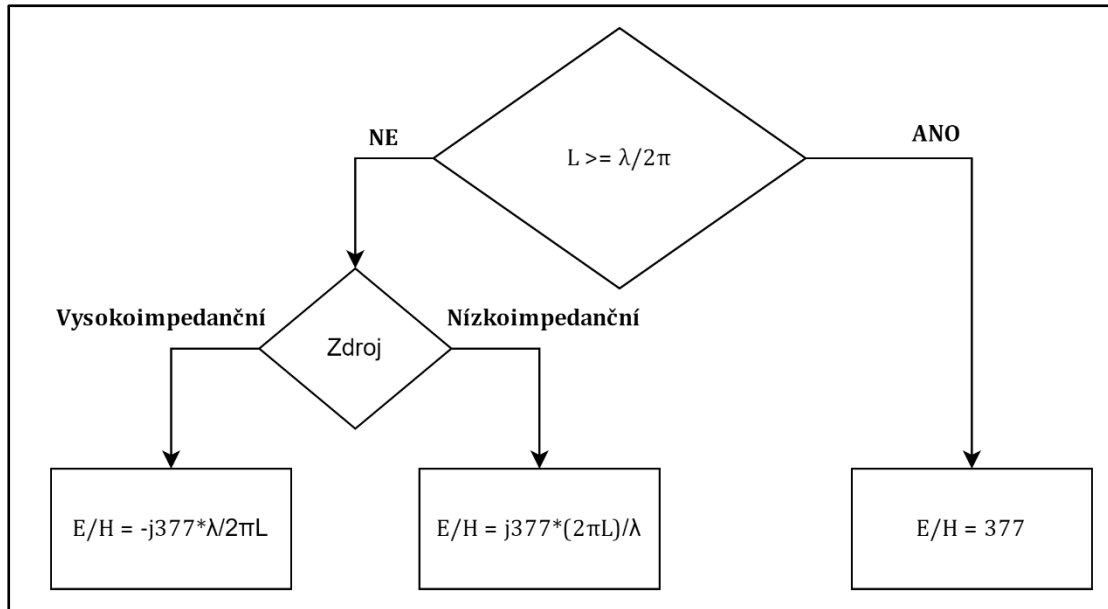 NE
ANO
L >= λ/2π
Vysokoimpedanční
Nízkoimpedanční
Zdroj
E/H = -j377*λ/2πL
E/H = j377*(2πL)/λ
E/H = 377